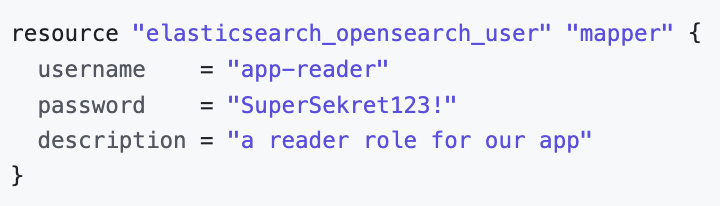 resource "elasticsearch_opensearch_user" "mapper" {
  username    = "app-reader"
  password    = "SuperSekret123!"
  description = "a reader role for our app"
}